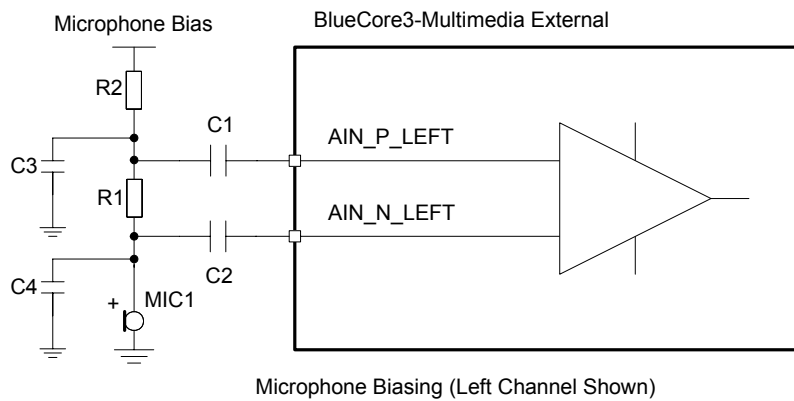 Microphone Bias
BlueCore3-Multimedia External
R2
C1
AIN_P_LEFT
C3
R1
AIN_N_LEFT
C2
C4
+
MIC1
Microphone Biasing (Left Channel Shown)